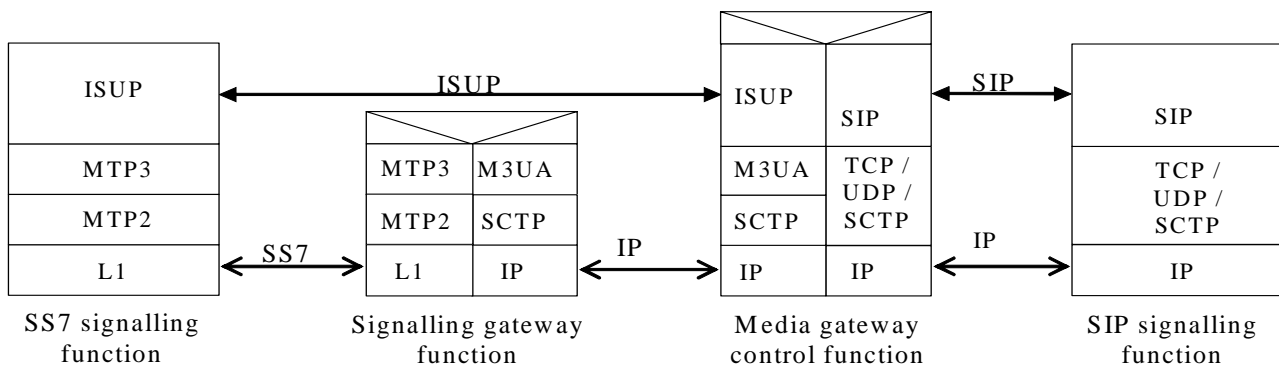 ISUP
MTP3
MTP2
L1
SS7 signalling
function
ISUP
SS7
MTP3
M3UA
MTP2
SCTP
L1
IP
Signalling gateway
function
IP
ISUP
SIP
M3UA
TCP /
UDP /
SCTP
SCTP
IP
IP
Media gateway
control function
SIP
IP
SIP
TCP /
UDP /
SCTP
IP
SIP signalling
function